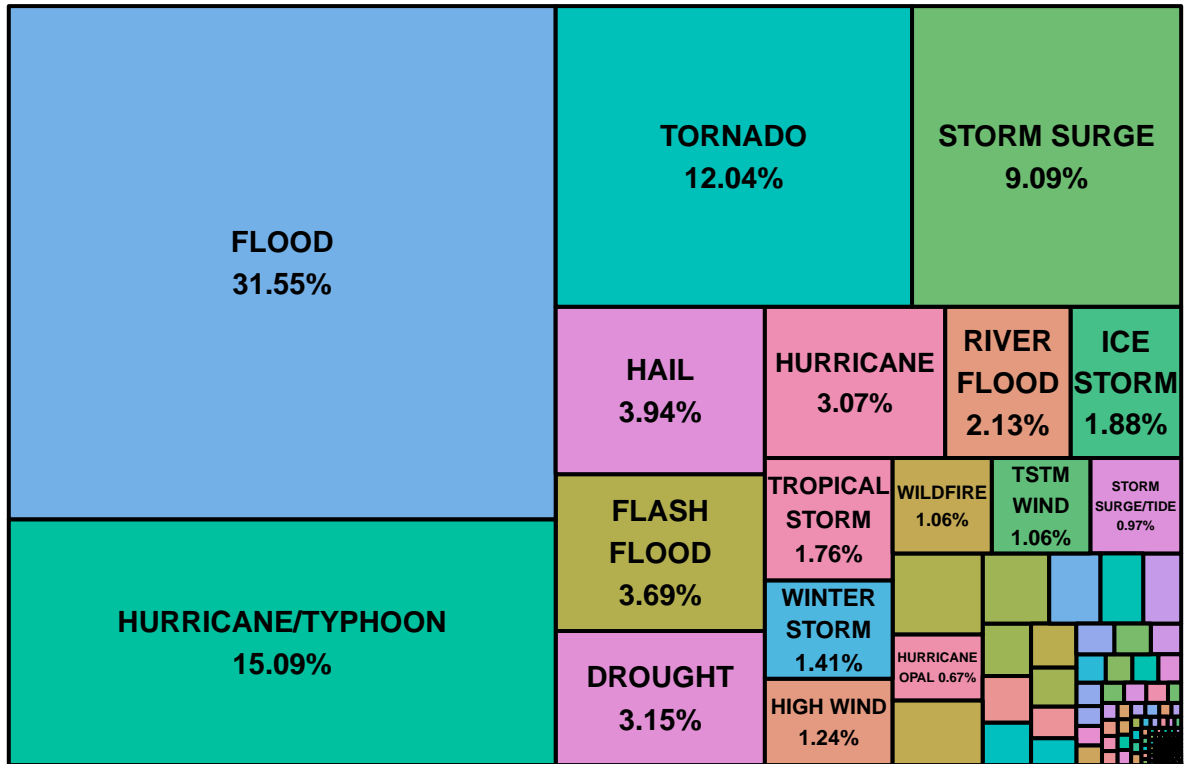 FLOOD
31.55%
HURRICANE/TYPHOON
15.09%
TORNADO
12.04%
STORM SURGE
9.09%
HAIL
3.94%
FLASH
FLOOD
3.69%
DROUGHT
3.15%
HURRICANE
3.07%
RIVER
FLOOD
2.13%
ICE
STORM
1.88%
TROPICAL
STORM
1.76%
WINTER
STORM
1.41%
HIGH WIND
1.24%
WILDFIRE
1.06%
TSTM
WIND
1.06%
STORM
SURGE/TIDE
0.97%
HURRICANE
OPAL 0.67%